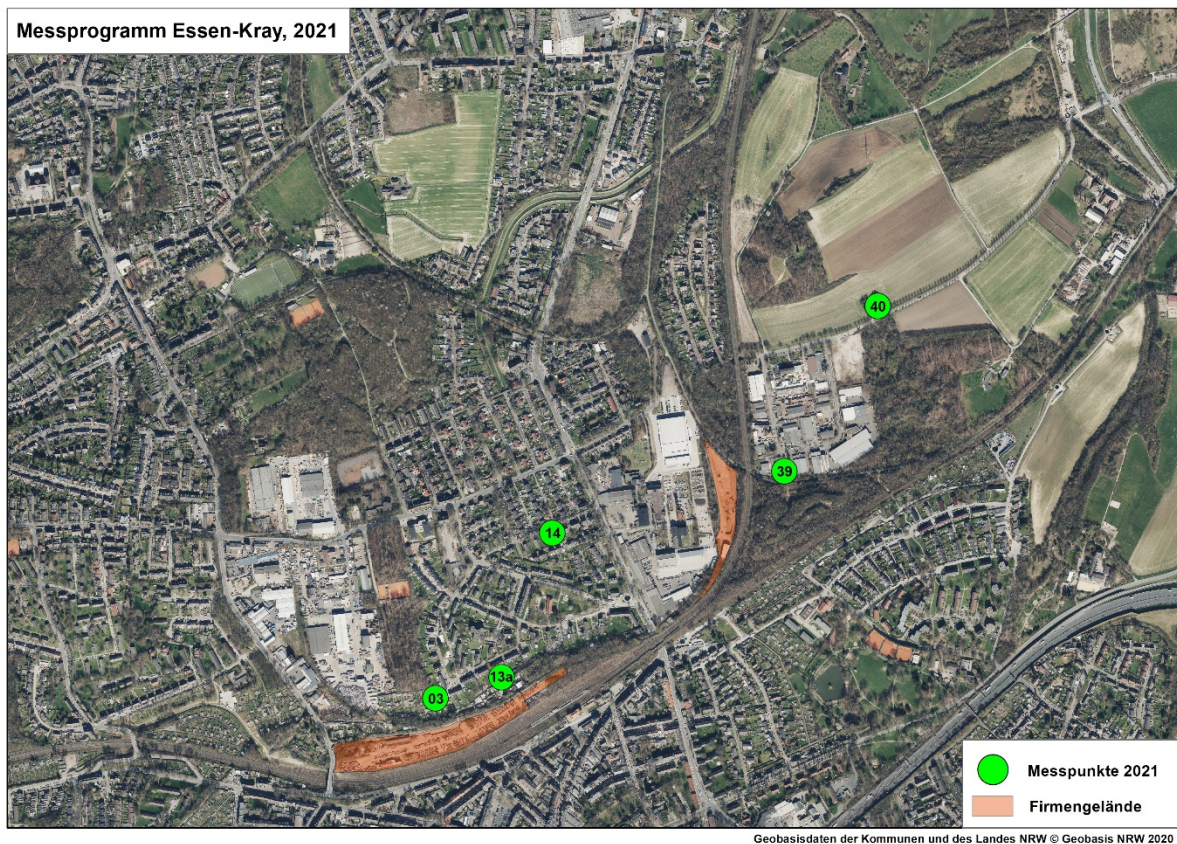 Messprogramm Essen-Kray, 2021
40
39
14
13a
03
Messpunkte 2021
Firmengelände
Geobasisdaten der Kommunen und des Landes NRW © Geobasis NRW 2020